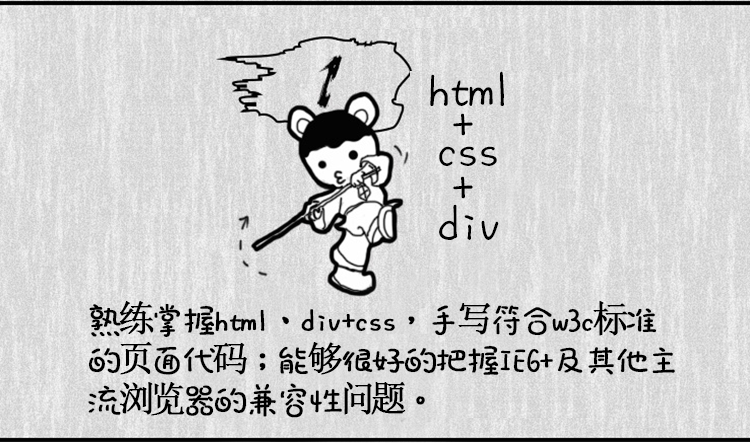 html
+
css
+
div
熟练掌握html、div+css，手写符合w3c标准
的页面代码；能够很好的把握IE6+及其他主
流浏览器的兼容性问题。